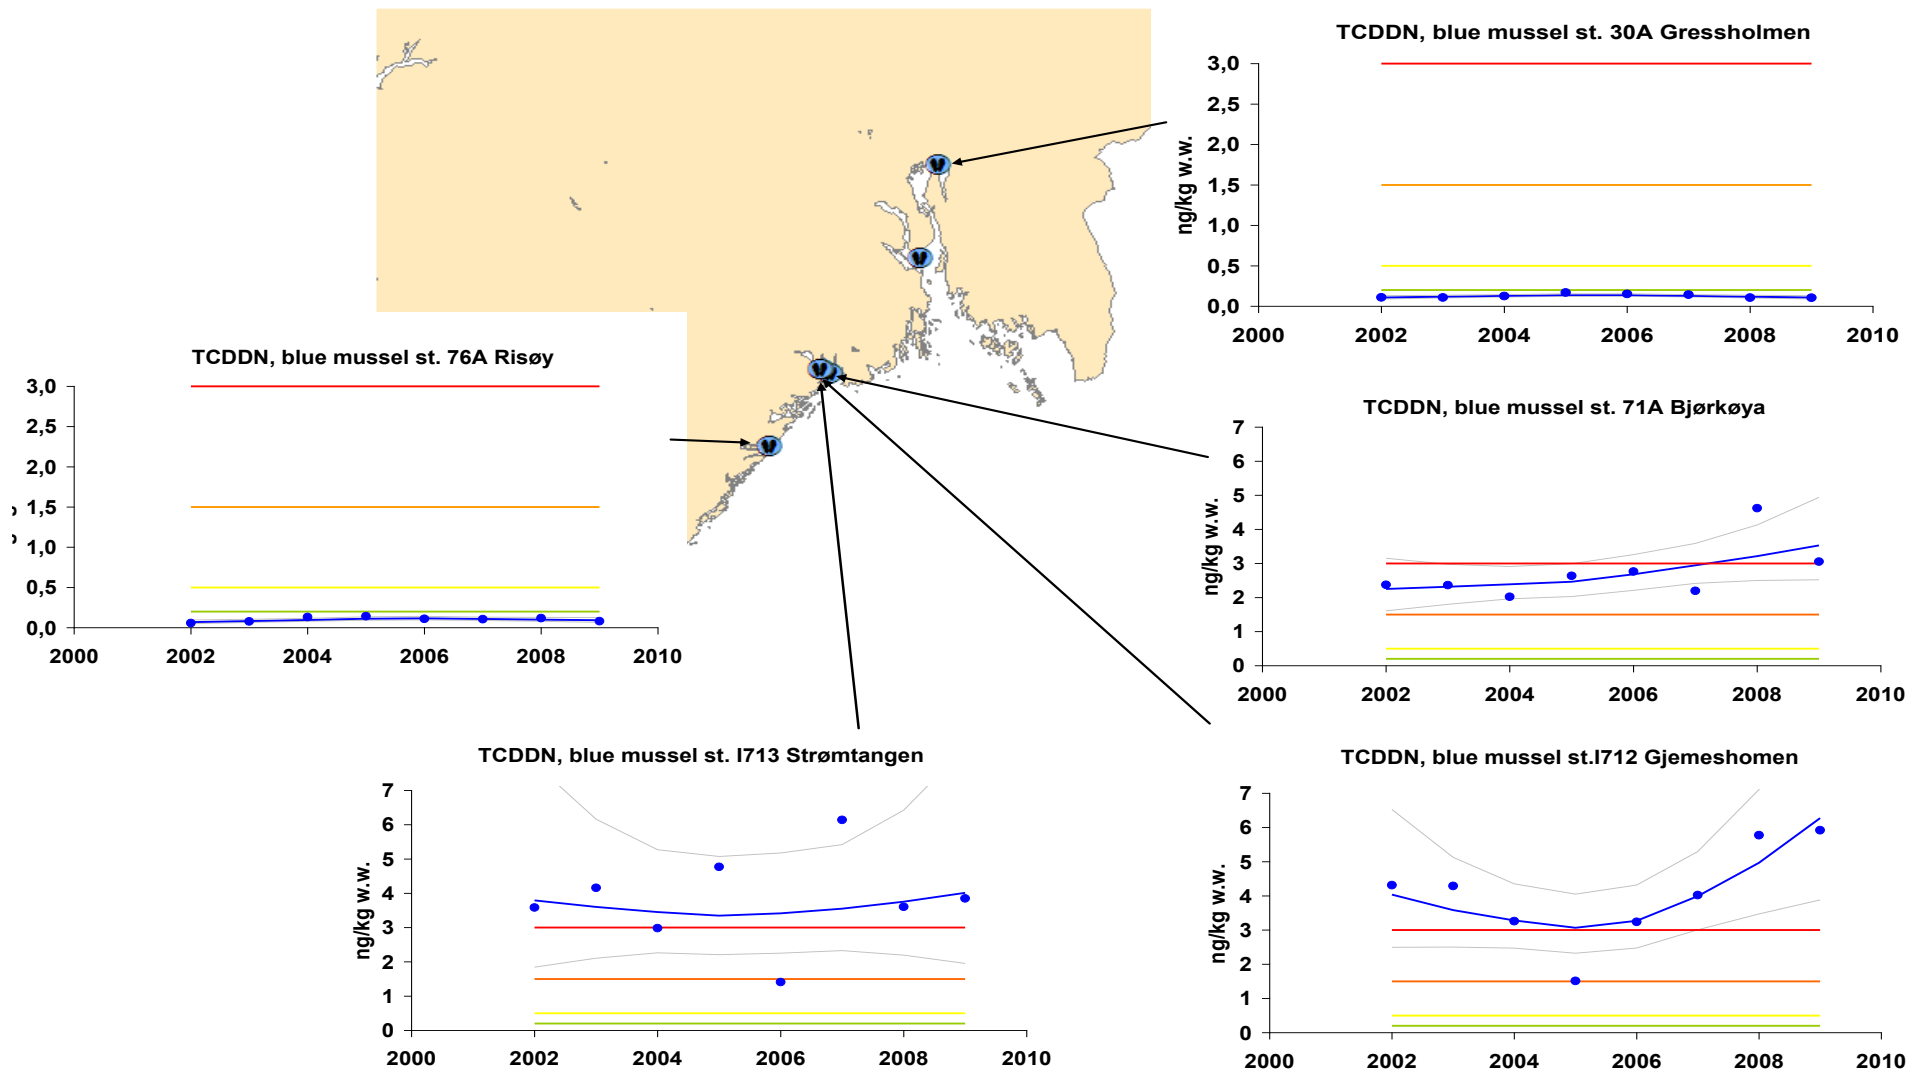 TCDDN, blue mussel st. 30A Gressholmen
3,0
2,5
2,0
1,5
1,0
0,5
0,0
ng/kg w.w.
2000 2002 2004 2006 2008 2010
TCDDN, blue mussel st. 76A Risøy
3,0
2,5
2,0
1,5
1,0
0,5
0,0
2000 2002 2004 2006 2008 2010
TCDDN, blue mussel st. 71A Bjørkøya
7
6
5
4
3
2
1
0
ng/kg w.w.
2000 2002 2004 2006 2008 2010
TCDDN, blue mussel st. I713 Strømtangen
7
6
5
4
3
2
1
0
ng/kg w.w.
2000 2002 2004 2006 2008 2010
TCDDN, blue mussel st.I712 Gjemeshomen
7
6
5
4
3
2
1
0
ng/kg w.w.
2000 2002 2004 2006 2008 2010